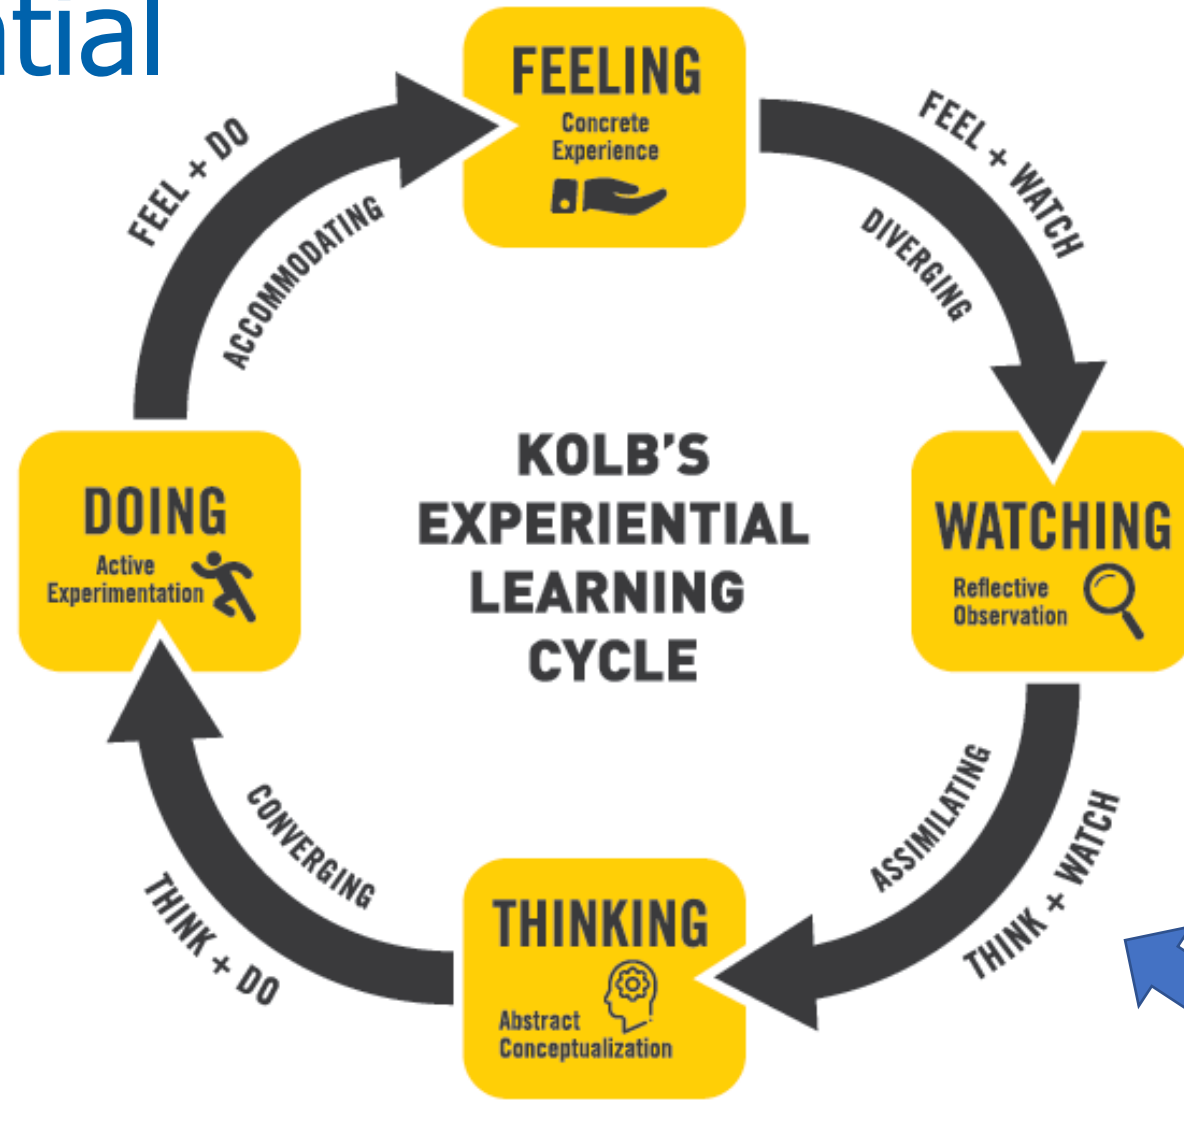 ntial
FEELING
Concrete
Experience
FEEL + DO
ACCOMMODATING
FEEL + WATCH
DIVERGING
KOLB'S
EXPERIENTIAL
LEARNING
CYCLE
DOING
Active
Experimentation
WATCHING
Reflective
Observation
CONVERGING
THINK + DO
ASSIMILATING
THINK + WATCH
THINKING
Abstract
Conceptualization